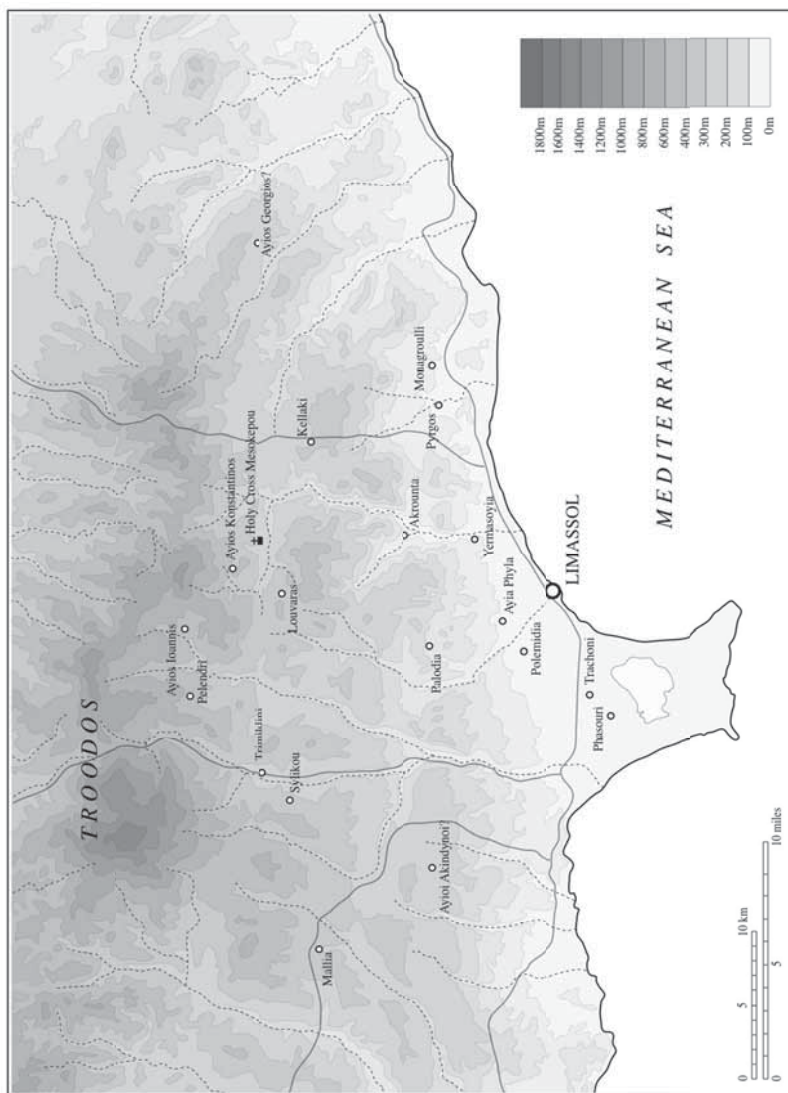 TROODOS
Ayios Georgios?
Ayios Konstantinos
Holy Cross Mesokepou
Ayios Ioannis
Pelendri
Kellaki
Louvaras
Trimiklini
Sylikou
Mallia
Monagroulli
Pyrgos
Akrounta
Yermasoyia
Palodia
Ayia Phyla
Polemidia
Ayioi Akindynoi?
LIMASSOL
Trachoni
Phasouri
MEDITERRANEAN SEA
1800m
1600m
1400m
1200m
1000m
800m
600m
400m
300m
200m
100m
0m
0 5 10 km
0 5 10 miles